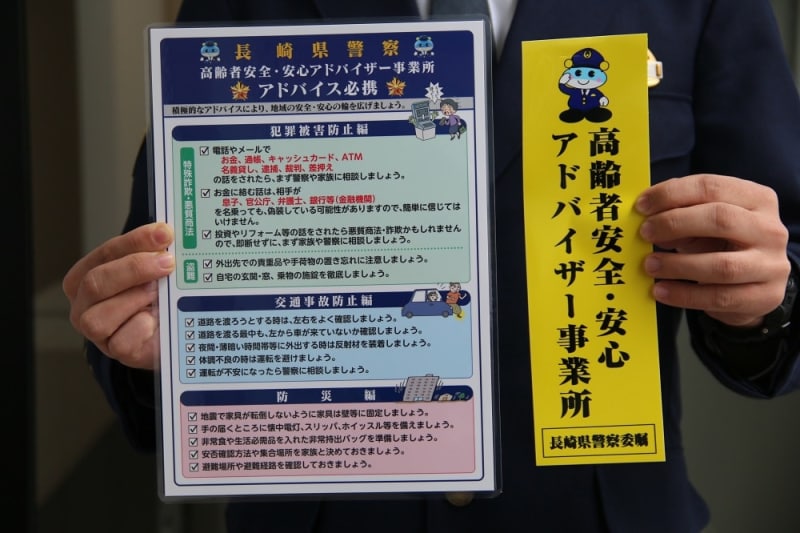 長崎県警察
高齢者安全・安心アドバイザー事業所
アドバイス必携
積極的なアドバイスにより、地域の安全・安心の輪を広げましょう。
犯罪被害防止編
特殊詐欺・悪質商法
電話やメールで
お金、通帳、キャッシュカード、ATM
名義貸し、逮捕、裁判、差押え
の話をされたら、まず警察や家族に相談しましょう。
お金に絡む話は、相手が
息子、官公庁、弁護士、銀行等(金融機関)
を名乗っても、偽装している可能性がありますので、簡単に信じては
いけません。
投資やリフォーム等の話をされたら悪質商法・詐欺かもしれません
ので、即断せずに、まず家族や警察に相談しましょう。
盗難
外出先での貴重品や手荷物の置き忘れに注意しましょう。
自宅の玄関・窓、乗物の施錠を徹底しましょう。
交通事故防止編
道路を渡ろうとする時は、左右をよく確認しましょう。
道路を渡る最中も、左から車が来ていないか確認しましょう。
夜間・薄暗い時間帯等に外出する時は反射材を装着しましょう。
体調不良の時は運転を避けましょう。
運転が不安になったら警察に相談しましょう。
防災編
地震で家具が転倒しないように家具は壁等に固定しましょう。
手の届くところに懐中電灯、スリッパ、ホイッスル等を備えましょう。
非常食や生活必需品を入れた非常持出バッグを準備しましょう。
安否確認方法や集合場所を家族と決めておきましょう。
避難場所や避難経路を確認しておきましょう。
高齢者安全・安心
アドバイザー事業所
長崎県警察委嘱